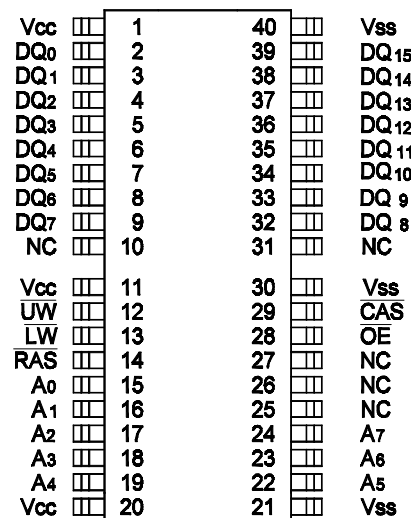 Vcc 1 40 Vss
DQ0 2 39 DQ15
DQ1 3 38 DQ14
DQ2 4 37 DQ13
DQ3 5 36 DQ12
DQ4 6 35 DQ11
DQ5 7 34 DQ10
DQ6 8 33 DQ 9
DQ7 9 32 DQ 8
NC 10 31 NC
Vcc 11 30 Vss
UW 12 29 CAS
LW 13 28 OE
RAS 14 27 NC
A0 15 26 NC
A1 16 25 NC
A2 17 24 A7
A3 18 23 A6
A4 19 22 A5
Vcc 20 21 Vss